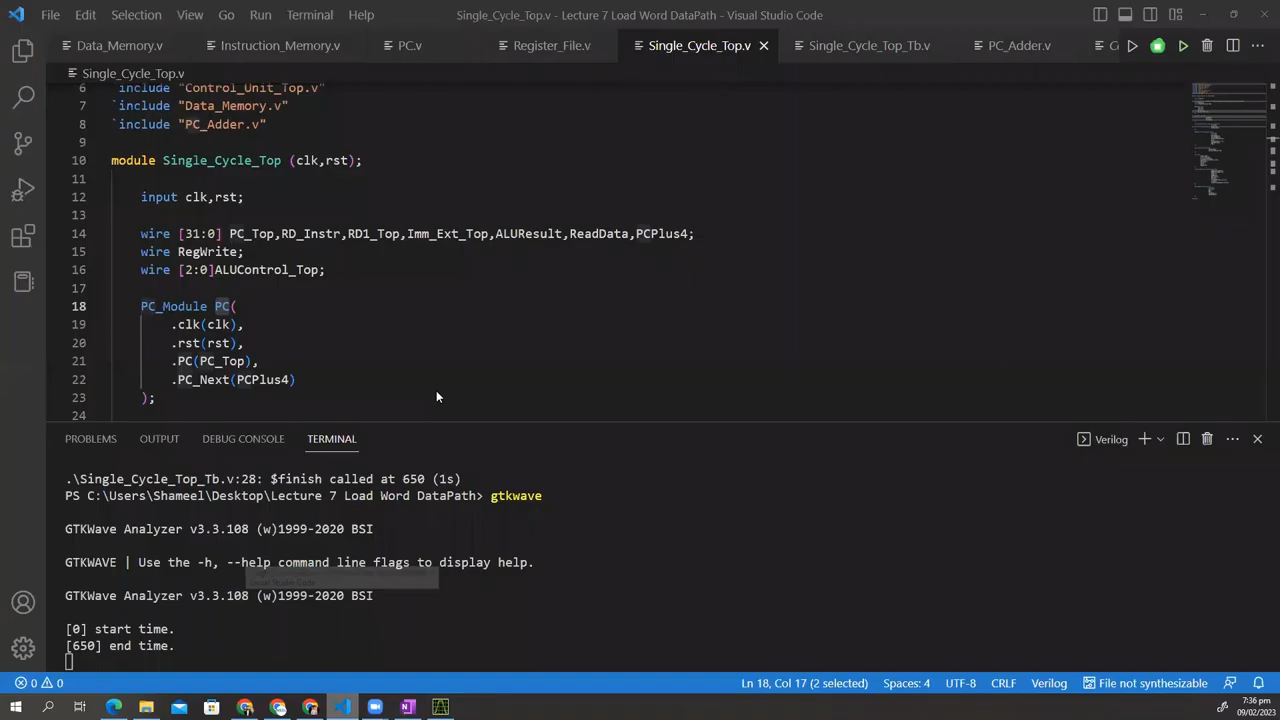 File Edit Selection View Go Run Terminal Help Single_Cycle_Top.v - Lecture 7 Load Word DataPath - Visual Studio Code
Data_Memory.v Instruction_Memory.v PC.v Register_File.v Single_Cycle_Top.v Single_Cycle_Top_Tb.v PC_Adder.v
Single_Cycle_Top.v
6 `include "Control_Unit_Top.v"
7 `include "Data_Memory.v"
8 `include "PC_Adder.v"
9
10 module Single_Cycle_Top (clk,rst);
11
12 input clk,rst;
13
14 wire [31:0] PC_Top,RD_Instr,RD1_Top,Imm_Ext_Top,ALUResult,ReadData,PCPlus4;
15 wire RegWrite;
16 wire [2:0]ALUControl_Top;
17
18 PC_Module PC(
19 .clk(clk),
20 .rst(rst),
21 .PC(PC_Top),
22 .PC_Next(PCPlus4)
23 );
24
PROBLEMS OUTPUT DEBUG CONSOLE TERMINAL Verilog
.\Single_Cycle_Top_Tb.v:28: $finish called at 650 (1s)
PS C:\Users\Shameel\Desktop\Lecture 7 Load Word DataPath> gtkwave
GTKWave Analyzer v3.3.108 (w)1999-2020 BSI
GTKWAVE | Use the -h, --help command line flags to display help.
GTKWave Analyzer v3.3.108 (w)1999-2020 BSI
[0] start time.
[650] end time.
0 0 Ln 18, Col 17 (2 selected) Spaces: 4 UTF-8 CRLF Verilog File not synthesizable
7:36 pm
09/02/2023